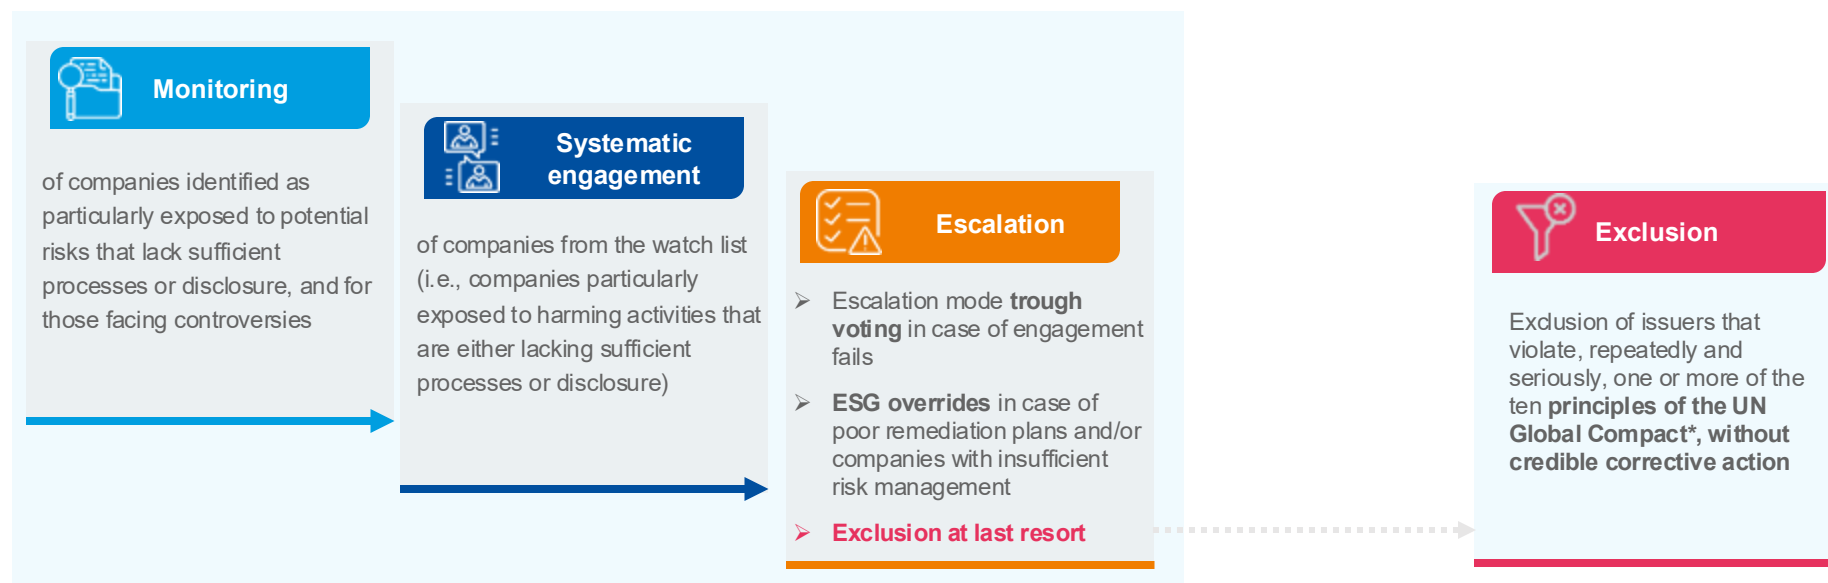 Monitoring
of companies identified as
particularly exposed to potential
risks that lack sufficient
processes or disclosure, and for
those facing controversies
Systematic
engagement
of companies from the watch list
(i.e., companies particularly
exposed to harming activities that
are either lacking sufficient
processes or disclosure)
Escalation
➢ Escalation mode trough
voting in case of engagement
fails
➢ ESG overrides in case of
poor remediation plans and/or
companies with insufficient
risk management
➢ Exclusion at last resort
Exclusion
Exclusion of issuers that
violate, repeatedly and
seriously, one or more of the
ten principles of the UN
Global Compact*, without
credible corrective action